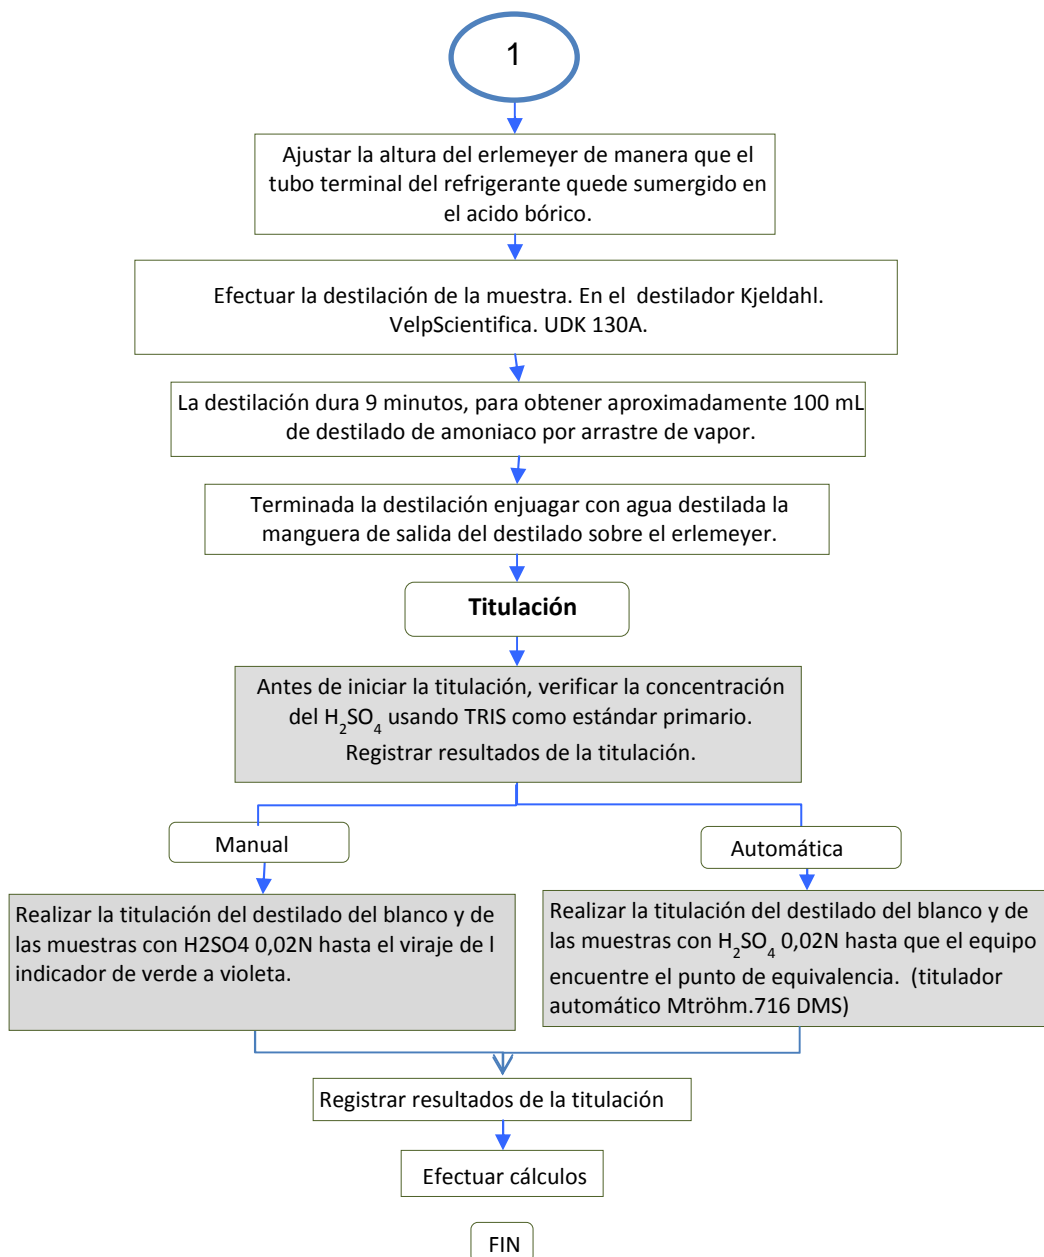 1
Ajustar la altura del erlemeyer de manera que el
tubo terminal del refrigerante quede sumergido en
el acido bórico.
Efectuar la destilación de la muestra. En el destilador Kjeldahl.
VelpScientifica. UDK 130A.
La destilación dura 9 minutos, para obtener aproximadamente 100 mL
de destilado de amoniaco por arrastre de vapor.
Terminada la destilación enjuagar con agua destilada la
manguera de salida del destilado sobre el erlemeyer.
Titulación
Antes de iniciar la titulación, verificar la concentración
del H₂SO₄ usando TRIS como estándar primario.
Registrar resultados de la titulación.
Manual
Realizar la titulación del destilado del blanco y de
las muestras con H2SO4 0,02N hasta el viraje de l
indicador de verde a violeta.
Automática
Realizar la titulación del destilado del blanco y de
las muestras con H₂SO₄ 0,02N hasta que el equipo
encuentre el punto de equivalencia. (titulador
automático Mtröhm.716 DMS)
Registrar resultados de la titulación
Efectuar cálculos
FIN